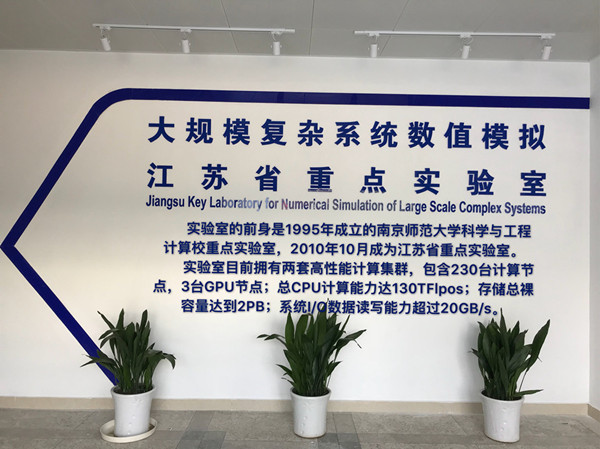 大规模复杂系统数值模拟
江苏省重点实验室
Jiangsu Key Laboratory for Numerical Simulation of Large Scale Complex Systems
实验室的前身是1995年成立的南京师范大学科学与工程
计算校重点实验室，2010年10月成为江苏省重点实验室。
实验室目前拥有两套高性能计算集群，包含230台计算节
点，3台GPU节点；总CPU计算能力达130TFlpos；存储总裸
容量达到2PB；系统I/O数据读写能力超过20GB/s。